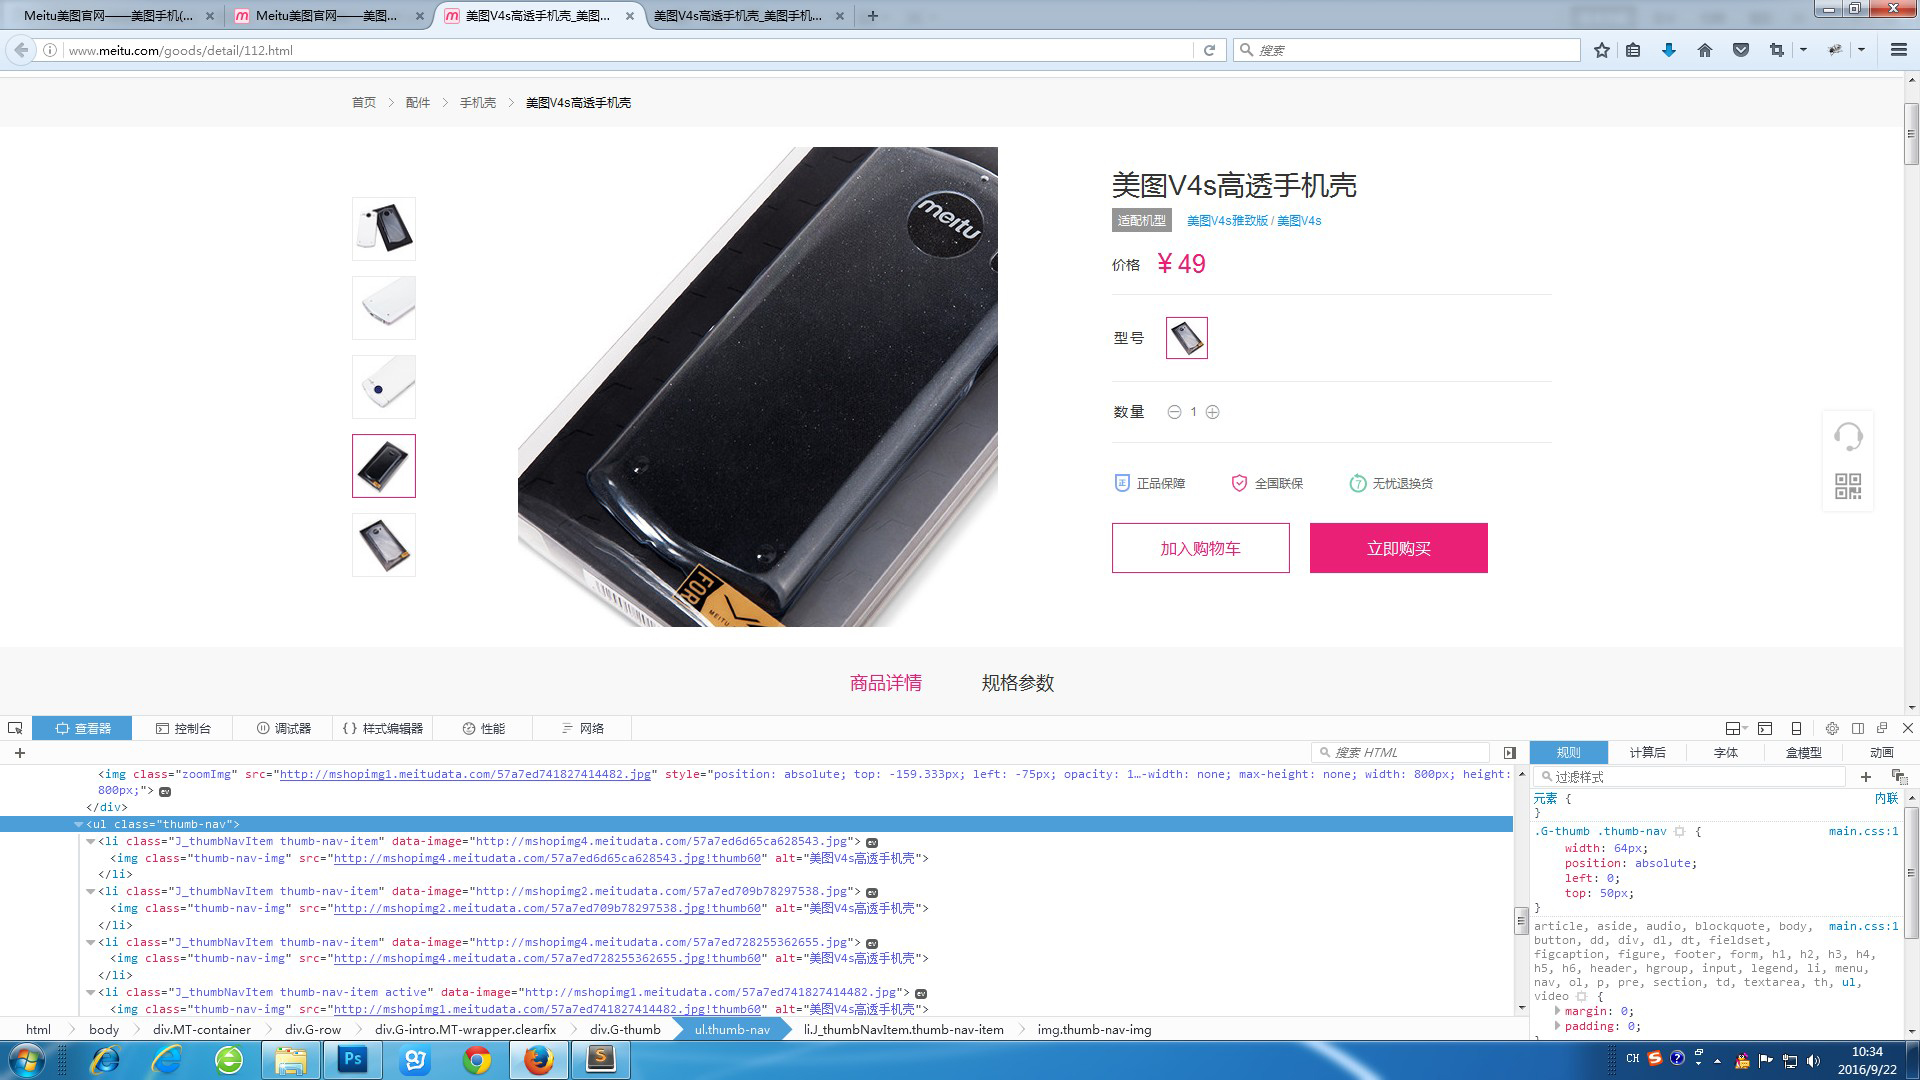 Meitu美图官网——美图手机(...
Meitu美图官网——美图...
美图V4s高透手机壳_美图...
美图V4s高透手机壳_美图手机...
www.meitu.com/goods/detail/112.html
搜索
首页 > 配件 > 手机壳 > 美图V4s高透手机壳
meitu
FOR
MEITU
美图V4s高透手机壳
适配机型 美图V4s雅致版 / 美图V4s
价格 ¥ 49
型号
数量 1
正品保障 全国联保 无忧退换货
加入购物车 立即购买
商品详情 规格参数
查看器 控制台 调试器 样式编辑器 性能 网络
搜索 HTML
规则 计算后 字体 盒模型 动画
过滤样式
<img class="zoomImg" src="http://mshopimg1.meitudata.com/57a7ed741827414482.jpg" style="position: absolute; top: -159.333px; left: -75px; opacity: 1…-width: none; max-height: none; width: 800px; height:
800px;"> ev
</div>
<ul class="thumb-nav">
<li class="J_thumbNavItem thumb-nav-item" data-image="http://mshopimg4.meitudata.com/57a7ed6d65ca628543.jpg"> ev
<img class="thumb-nav-img" src="http://mshopimg4.meitudata.com/57a7ed6d65ca628543.jpg!thumb60" alt="美图V4s高透手机壳">
</li>
<li class="J_thumbNavItem thumb-nav-item" data-image="http://mshopimg2.meitudata.com/57a7ed709b78297538.jpg"> ev
<img class="thumb-nav-img" src="http://mshopimg2.meitudata.com/57a7ed709b78297538.jpg!thumb60" alt="美图V4s高透手机壳">
</li>
<li class="J_thumbNavItem thumb-nav-item" data-image="http://mshopimg4.meitudata.com/57a7ed728255362655.jpg"> ev
<img class="thumb-nav-img" src="http://mshopimg4.meitudata.com/57a7ed728255362655.jpg!thumb60" alt="美图V4s高透手机壳">
</li>
<li class="J_thumbNavItem thumb-nav-item active" data-image="http://mshopimg1.meitudata.com/57a7ed741827414482.jpg"> ev
<img class="thumb-nav-img" src="http://mshopimg1.meitudata.com/57a7ed741827414482.jpg!thumb60" alt="美图V4s高透手机壳">
元素 { 内联
}
.G-thumb .thumb-nav { main.css:1
width: 64px;
position: absolute;
left: 0;
top: 50px;
}
article, aside, audio, blockquote, body, main.css:1
button, dd, div, dl, dt, fieldset,
figcaption, figure, footer, form, h1, h2, h3, h4,
h5, h6, header, hgroup, input, legend, li, menu,
nav, ol, p, pre, section, td, textarea, th, ul,
video {
margin: 0;
padding: 0;
html body div.MT-container div.G-row div.G-intro.MT-wrapper.clearfix div.G-thumb ul.thumb-nav li.J_thumbNavItem.thumb-nav-item img.thumb-nav-img
Ps
S
CH
10:34
2016/9/22